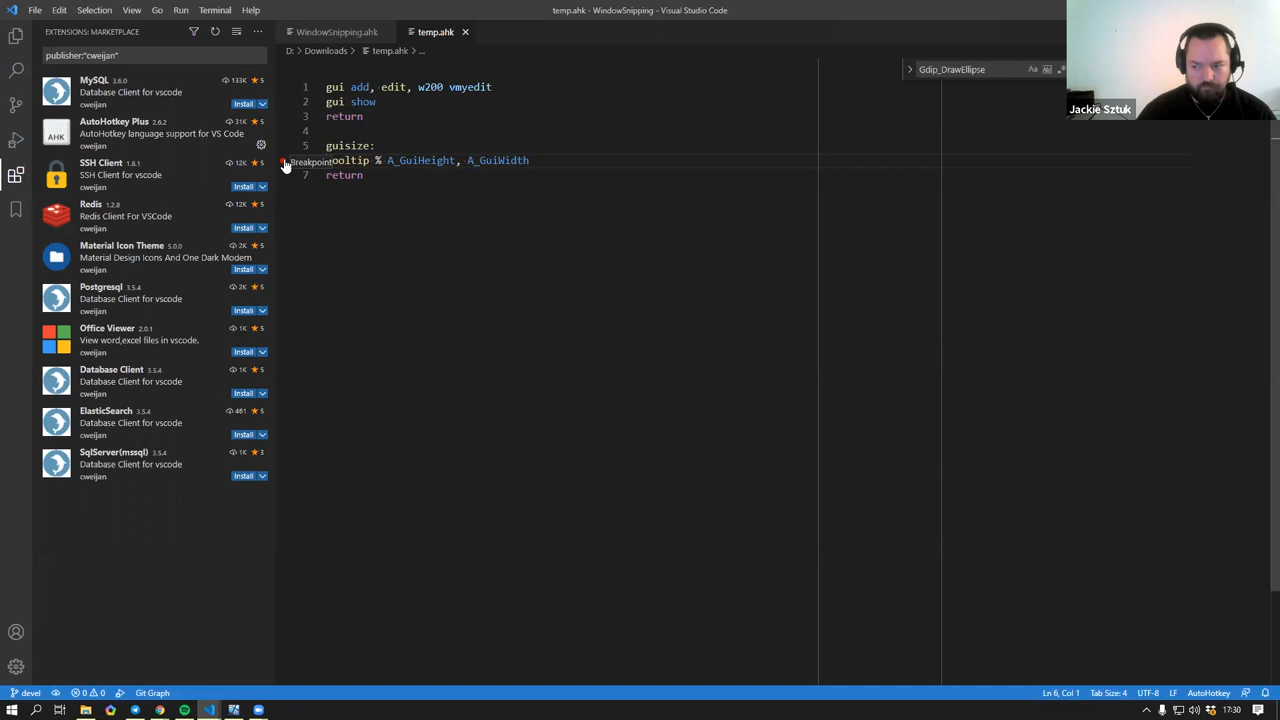 File Edit Selection View Go Run Terminal Help
temp.ahk - WindowSnipping - Visual Studio Code
EXTENSIONS: MARKETPLACE
publisher:"cweijan"
MySQL 3.6.0 133K 5
Database Client for vscode
cweijan Install
AutoHotkey Plus 2.6.2 31K 5
AutoHotkey language support for VS Code
cweijan
SSH Client 1.8.1 12K 5
SSH Client for vscode
cweijan Install
Redis 1.2.8 12K 5
Redis Client For VSCode
cweijan Install
Material Icon Theme 5.0.0 2K 5
Material Design Icons And One Dark Modern
cweijan Install
Postgresql 3.5.4 2K 5
Database Client for vscode
cweijan Install
Office Viewer 2.0.1 1K 5
View word,excel files in vscode.
cweijan Install
Database Client 3.5.4 1K 5
Database Client for vscode
cweijan Install
ElasticSearch 3.5.4 461 5
Database Client for vscode
cweijan Install
SqlServer(mssql) 3.5.4 1K 3
Database Client for vscode
cweijan Install
WindowSnipping.ahk temp.ahk
D: > Downloads > temp.ahk > ...
Gdip_DrawEllipse Aa
1 gui add, edit, w200 vmyedit
2 gui show
3 return
4
5 guisize:
Breakpoint ooltip % A_GuiHeight, A_GuiWidth
7 return
Jackie Sztuk
AHK
devel 0 0 Git Graph
Ln 6, Col 1 Tab Size: 4 UTF-8 LF AutoHotkey
17:30